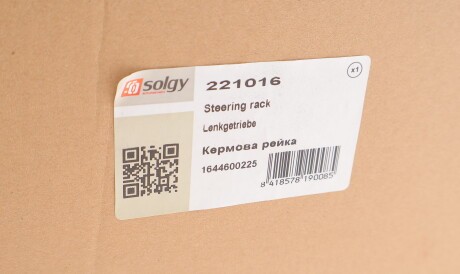 solgy
221016
x1
Steering rack
Lenkgetriebe
Кермова рейка
1644600225
8 418578 190085